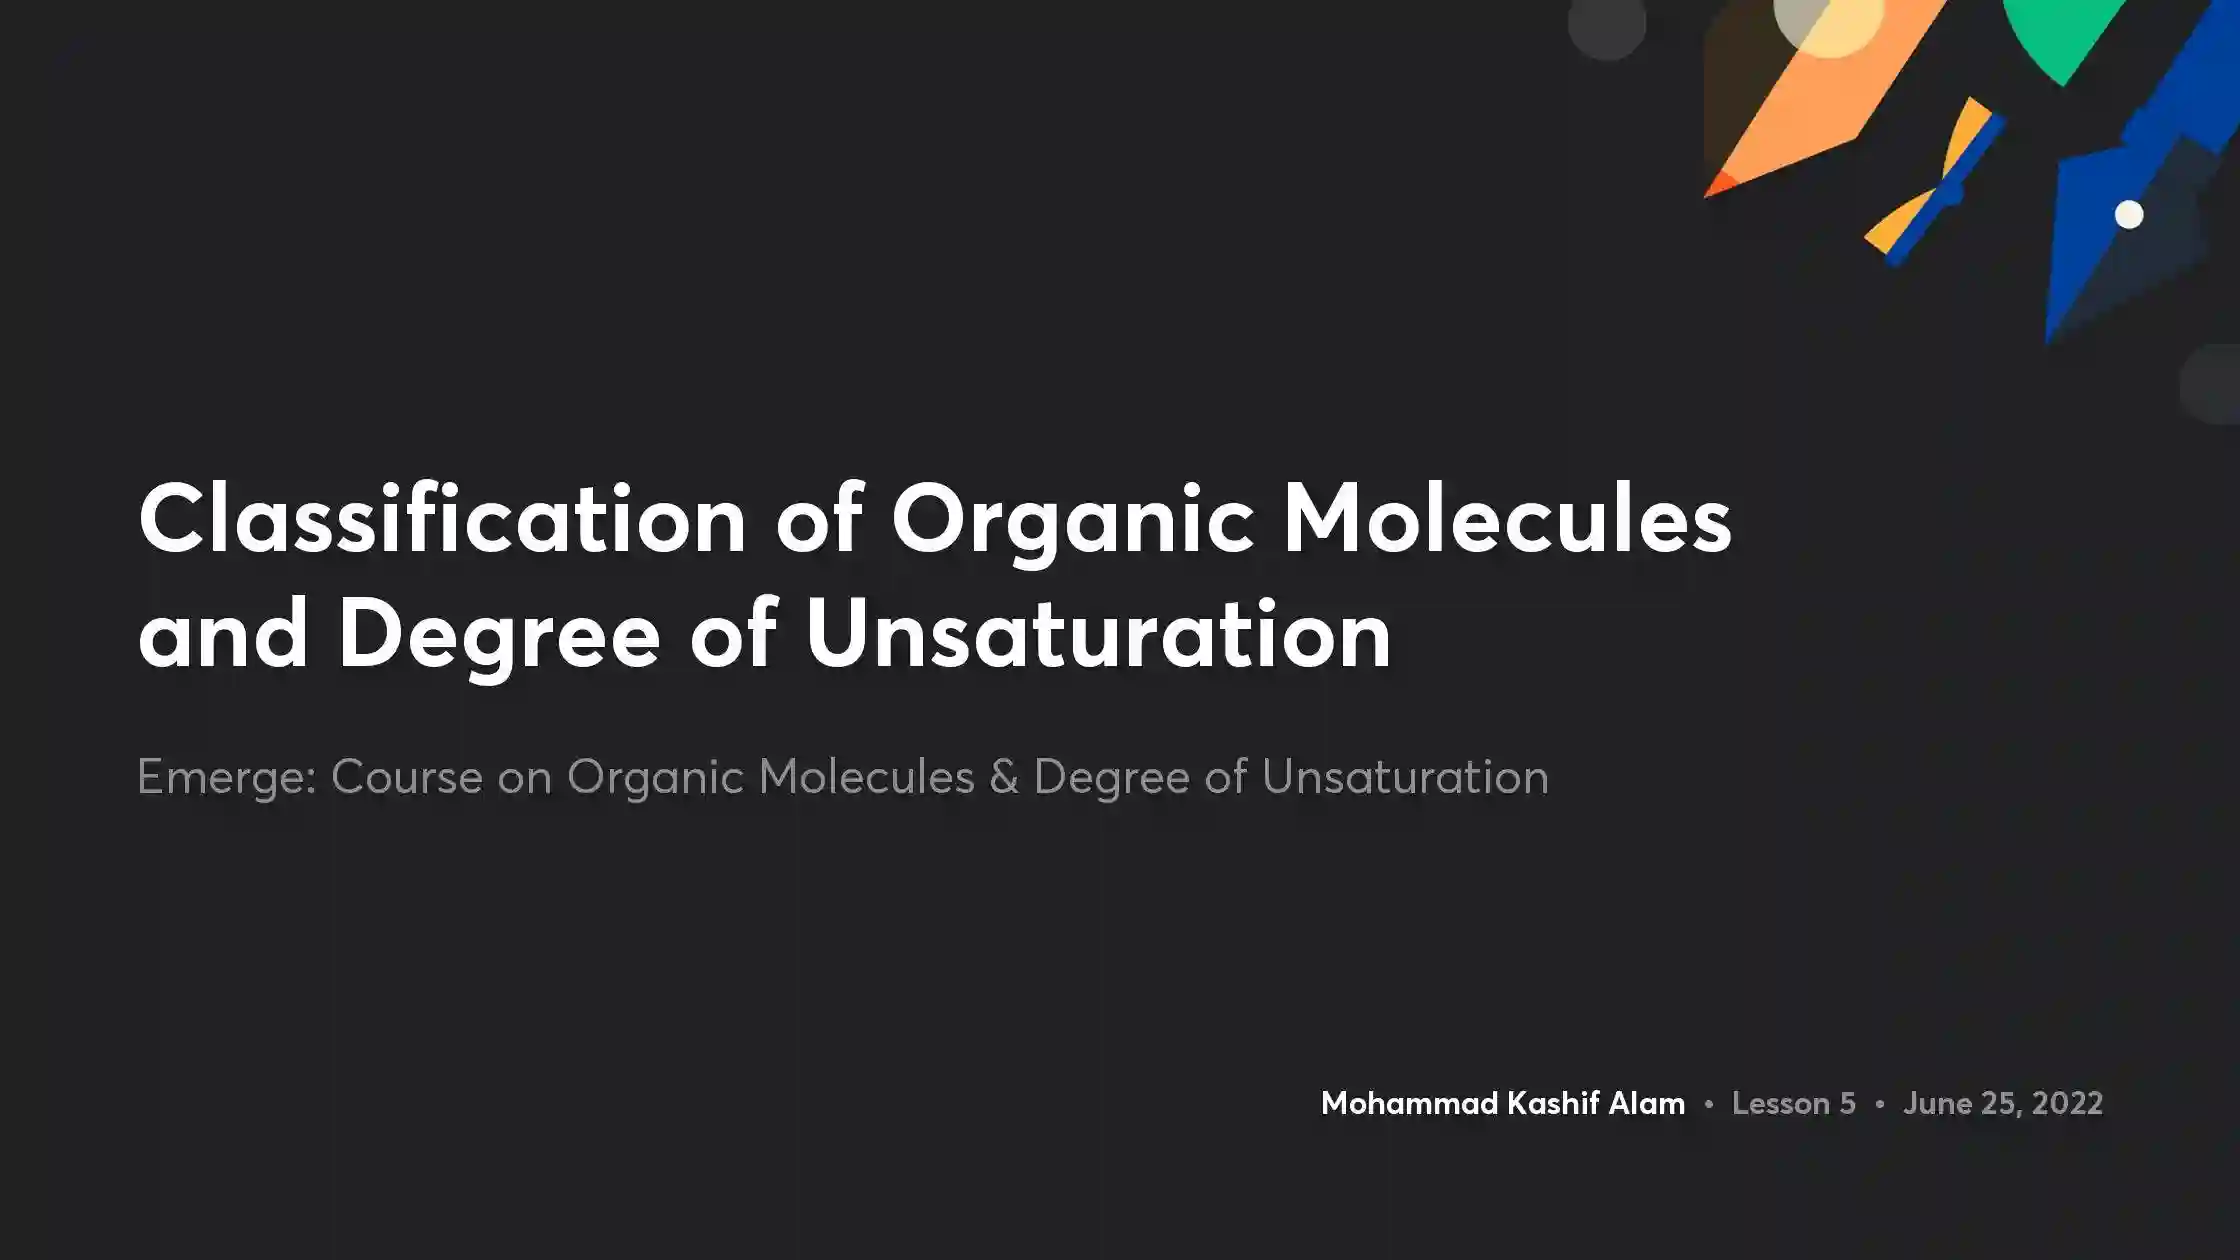 Classification of Organic Molecules
and Degree of Unsaturation
Emerge: Course on Organic Molecules & Degree of Unsaturation
Mohammad Kashif Alam • Lesson 5 • June 25, 2022